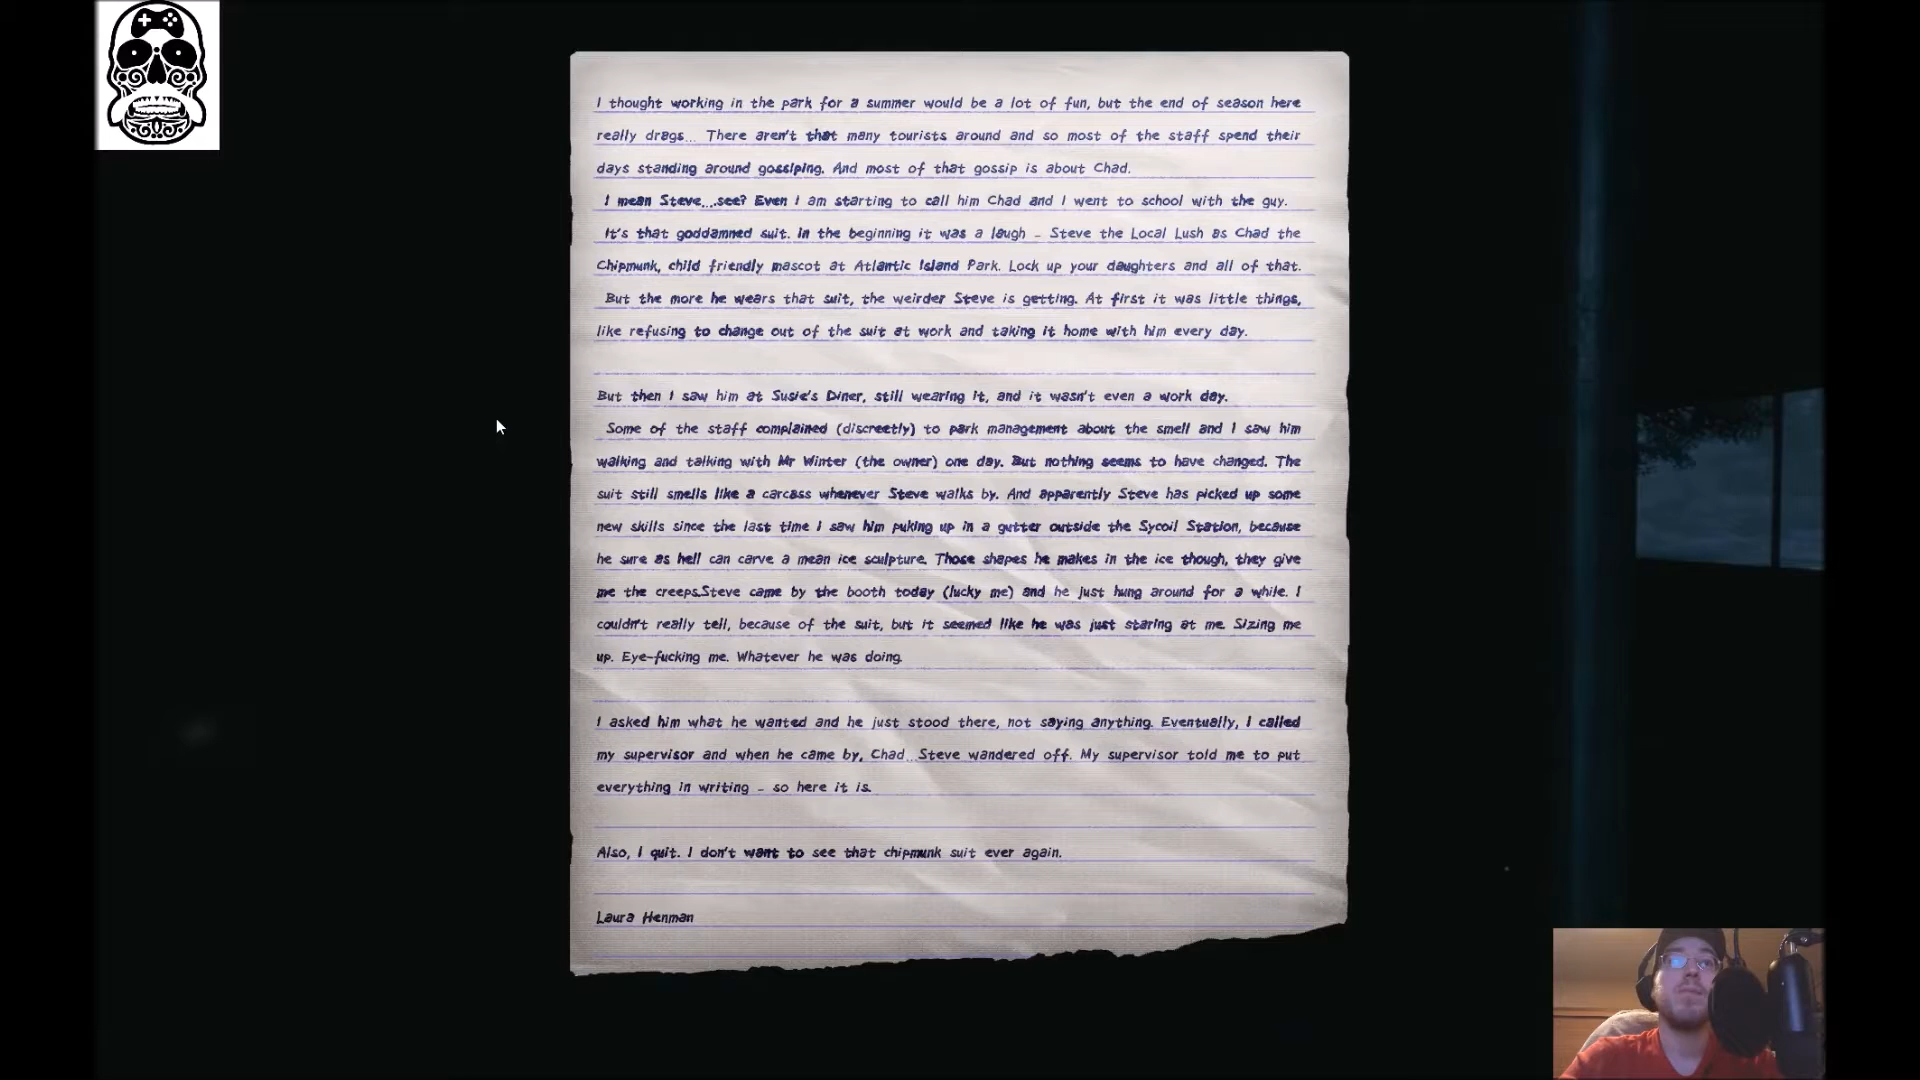 I thought working in the park for a summer would be a lot of fun, but the end of season here
really drags... There aren't that many tourists around and so most of the staff spend their
days standing around gossiping. And most of that gossip is about Chad.
I mean Steve...see? Even I am starting to call him Chad and I went to school with the guy.
It's that goddamned suit. In the beginning it was a laugh - Steve the Local Lush as Chad the
Chipmunk, child friendly mascot at Atlantic Island Park. Lock up your daughters and all of that.
But the more he wears that suit, the weirder Steve is getting. At first it was little things,
like refusing to change out of the suit at work and taking it home with him every day.
But then I saw him at Susie's Diner, still wearing it, and it wasn't even a work day.
Some of the staff complained (discreetly) to park management about the smell and I saw him
walking and talking with Mr Winter (the owner) one day. But nothing seems to have changed. The
suit still smells like a carcass whenever Steve walks by. And apparently Steve has picked up some
new skills since the last time I saw him puking up in a gutter outside the Sycoil Station, because
he sure as hell can carve a mean ice sculpture. Those shapes he makes in the ice though, they give
me the creeps.Steve came by the booth today (lucky me) and he just hung around for a while. I
couldn't really tell, because of the suit, but it seemed like he was just staring at me. Sizing me
up. Eye-fucking me. Whatever he was doing.
I asked him what he wanted and he just stood there, not saying anything. Eventually, I called
my supervisor and when he came by, Chad...Steve wandered off. My supervisor told me to put
everything in writing - so here it is.
Also, I quit. I don't want to see that chipmunk suit ever again.
Laura Henman